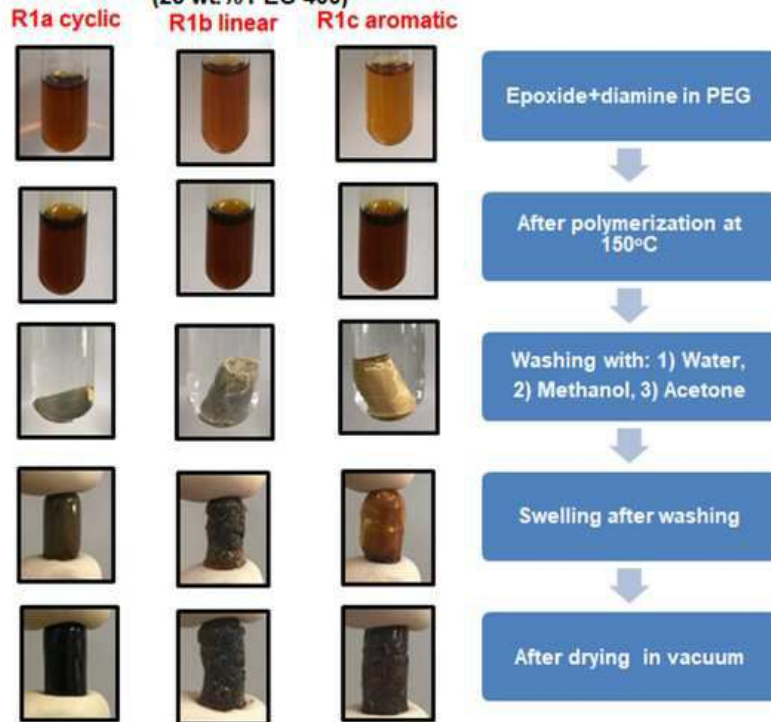 R1a cyclic R1b linear R1c aromatic
Epoxide+diamine in PEG
After polymerization at
150°C
Washing with: 1) Water,
2) Methanol, 3) Acetone
Swelling after washing
After drying in vacuum